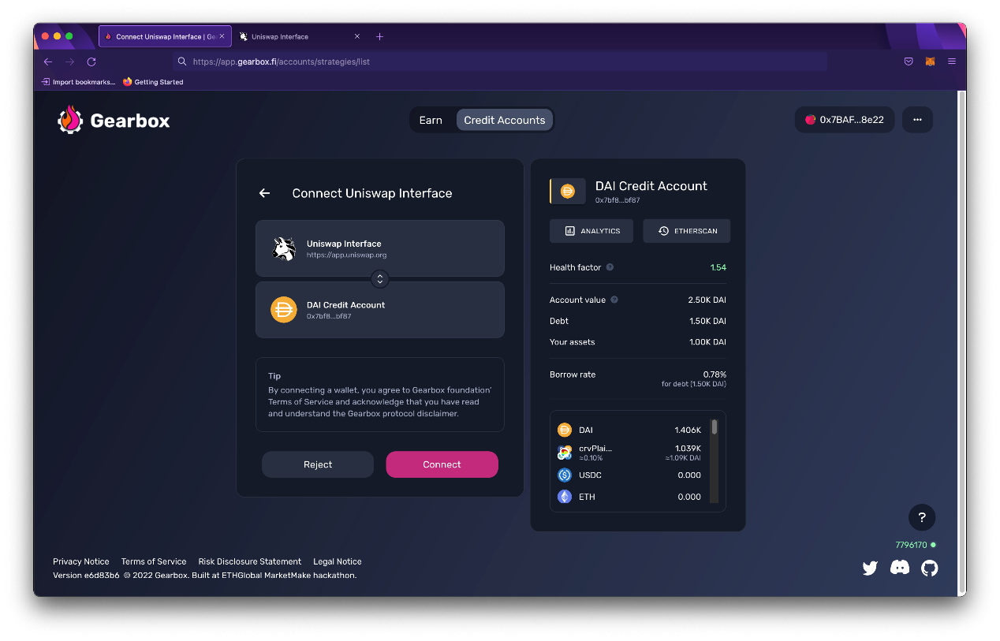 Connect Uniswap Interface | Ge
Uniswap Interface
https://app.gearbox.fi/accounts/strategies/list
Import bookmarks...
Getting Started
Gearbox
Earn
Credit Accounts
0x7BAF...8e22
Connect Uniswap Interface
Uniswap Interface
https://app.uniswap.org
DAI Credit Account
0x7bf8...bf87
Tip
By connecting a wallet, you agree to Gearbox foundation'
Terms of Service and acknowledge that you have read
and understand the Gearbox protocol disclaimer.
Reject
Connect
DAI Credit Account
0x7bf8...bf87
ANALYTICS
ETHERSCAN
Health factor ? 1.54
Account value ? 2.50K DAI
Debt 1.50K DAI
Your assets 1.00K DAI
Borrow rate 0.78%
for debt (1.50K DAI)
DAI 1.406K
crvPlai... 1.039K
≈0.10% ≈1.09K DAI
USDC 0.000
ETH 0.000
?
7796170
Privacy Notice Terms of Service Risk Disclosure Statement Legal Notice
Version e6d83b6 © 2022 Gearbox. Built at ETHGlobal MarketMake hackathon.